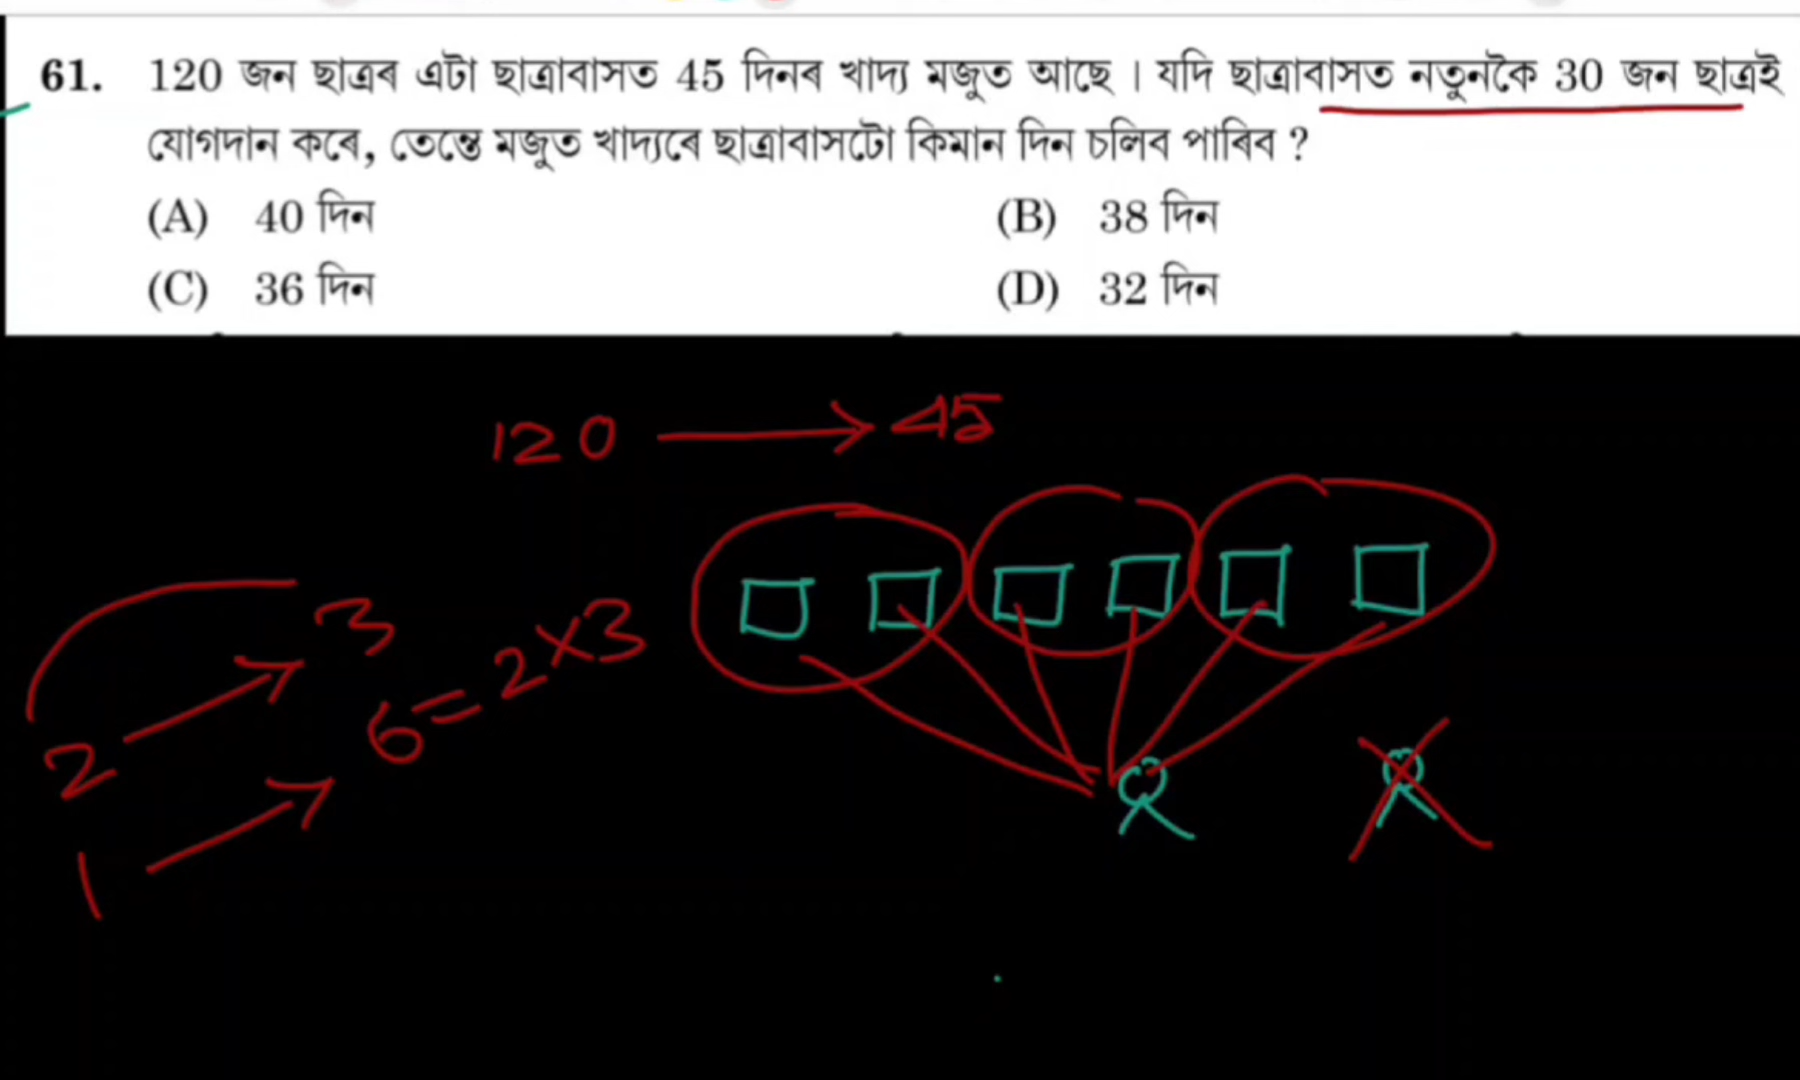 61. 120 জন ছাত্ৰৰ এটা ছাত্ৰাবাসত 45 দিনৰ খাদ্য মজুত আছে । যদি ছাত্ৰাবাসত নতুনকৈ 30 জন ছাত্ৰই
যোগদান কৰে, তেন্তে মজুত খাদ্যৰে ছাত্ৰাবাসটো কিমান দিন চলিব পাৰিব ?
(A) 40 দিন (B) 38 দিন
(C) 36 দিন (D) 32 দিন
120 → 45
2 → 3
1 → 6 = 2×3